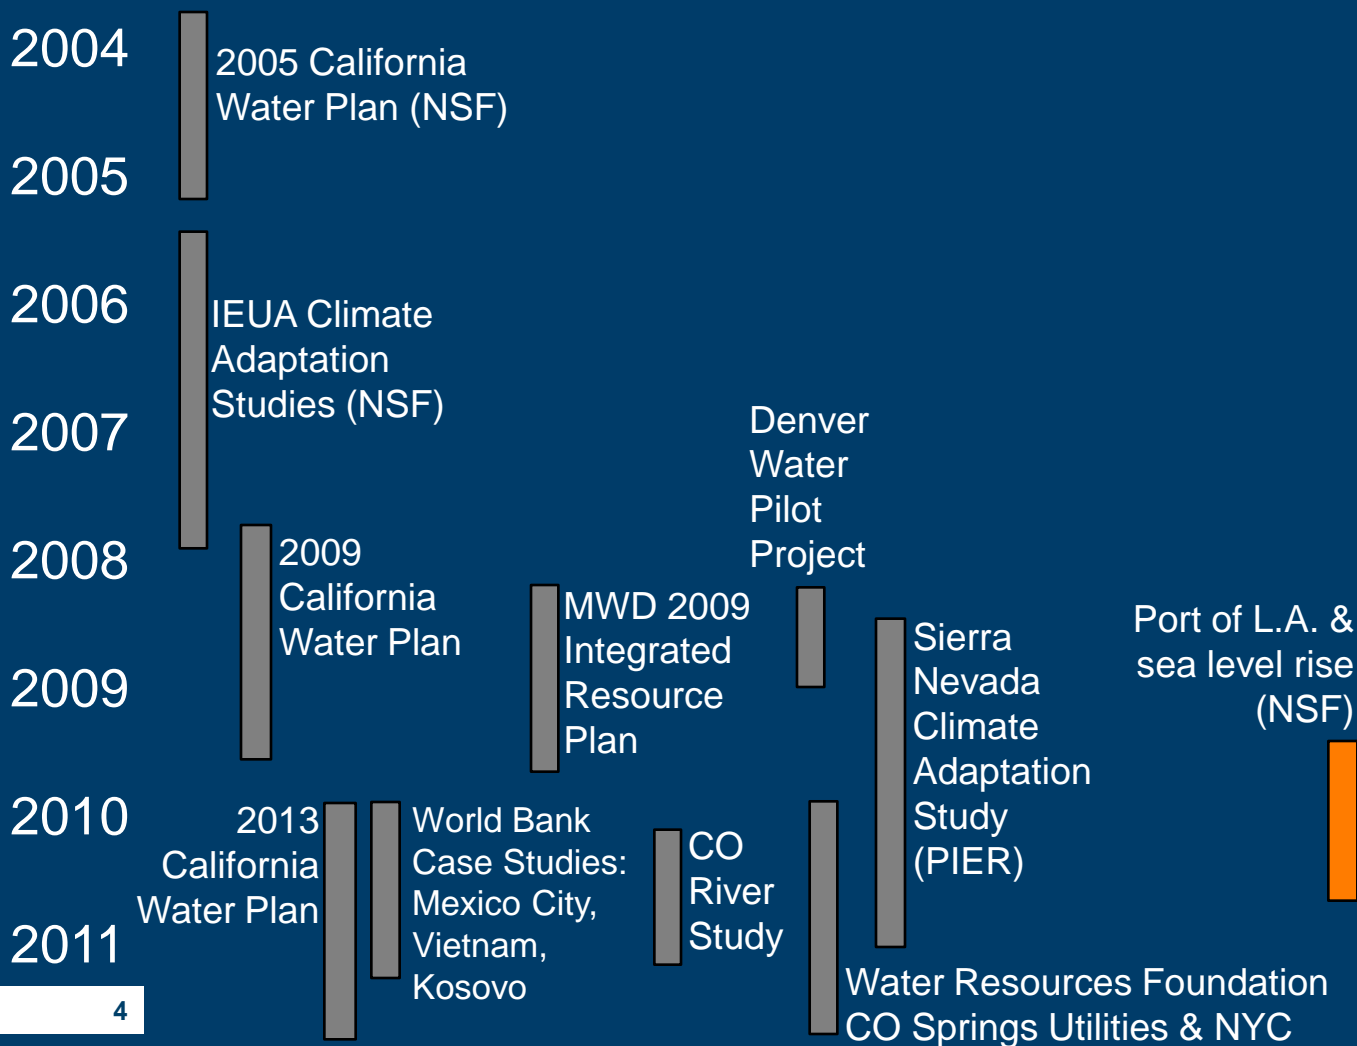 2004
2005
2006
2007
2008
2009
2010
2011
2005 California
Water Plan (NSF)
IEUA Climate
Adaptation
Studies (NSF)
2009
California
Water Plan
2013
California
Water Plan
World Bank
Case Studies:
Mexico City,
Vietnam,
Kosovo
MWD 2009
Integrated
Resource
Plan
CO
River
Study
Denver
Water
Pilot
Project
Sierra
Nevada
Climate
Adaptation
Study
(PIER)
Water Resources Foundation
CO Springs Utilities & NYC
Port of L.A. &
sea level rise
(NSF)
4